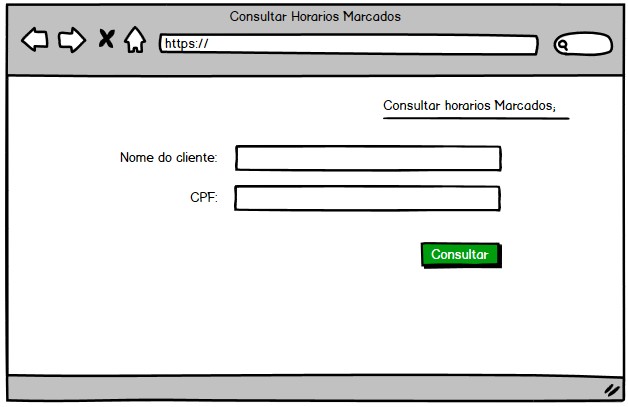 Consultar Horarios Marcados
https://
Consultar horarios Marcados;
Nome do cliente:
CPF:
Consultar